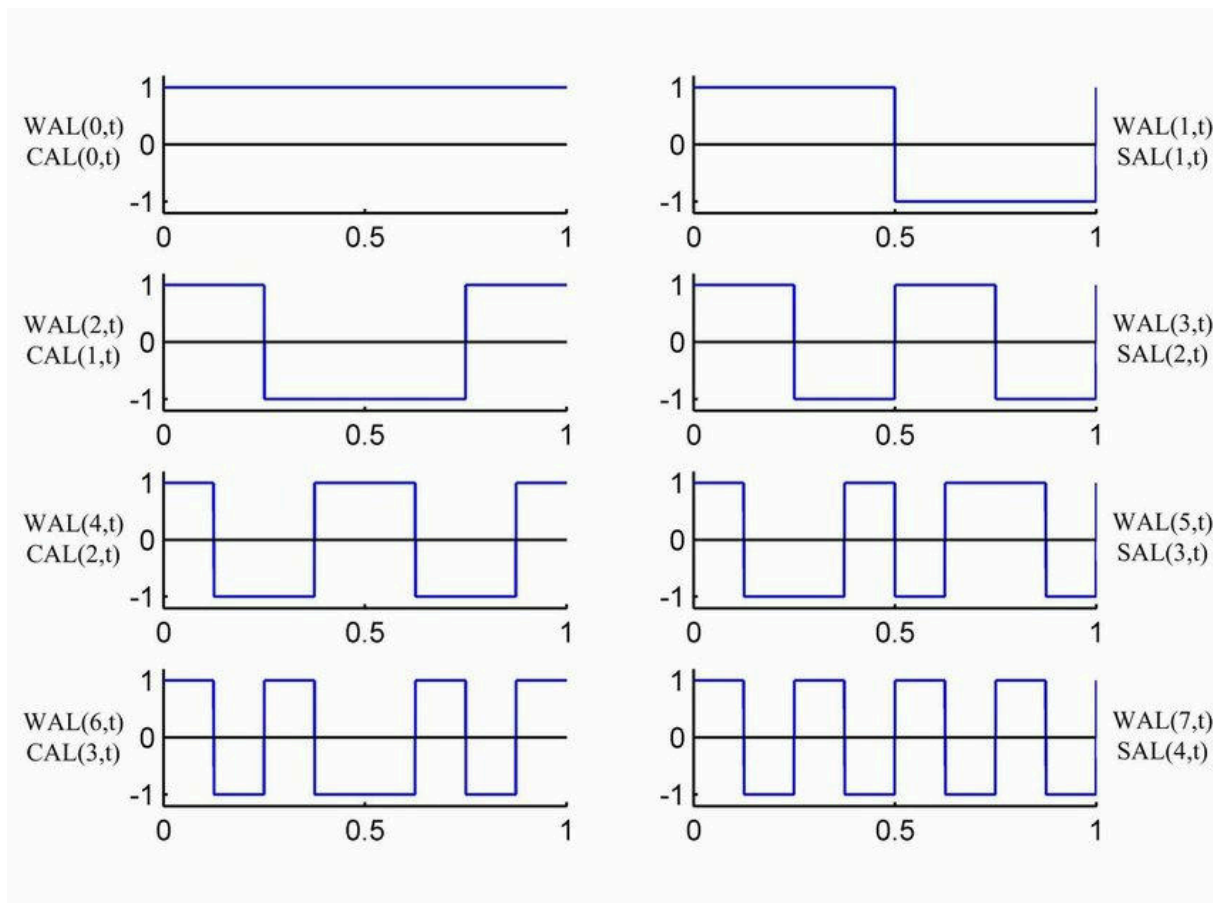 WAL(0,t)
CAL(0,t)
1
0
-1
0 0.5 1
1
0
-1
0 0.5 1
WAL(1,t)
SAL(1,t)
WAL(2,t)
CAL(1,t)
1
0
-1
0 0.5 1
1
0
-1
0 0.5 1
WAL(3,t)
SAL(2,t)
WAL(4,t)
CAL(2,t)
1
0
-1
0 0.5 1
1
0
-1
0 0.5 1
WAL(5,t)
SAL(3,t)
WAL(6,t)
CAL(3,t)
1
0
-1
0 0.5 1
1
0
-1
0 0.5 1
WAL(7,t)
SAL(4,t)